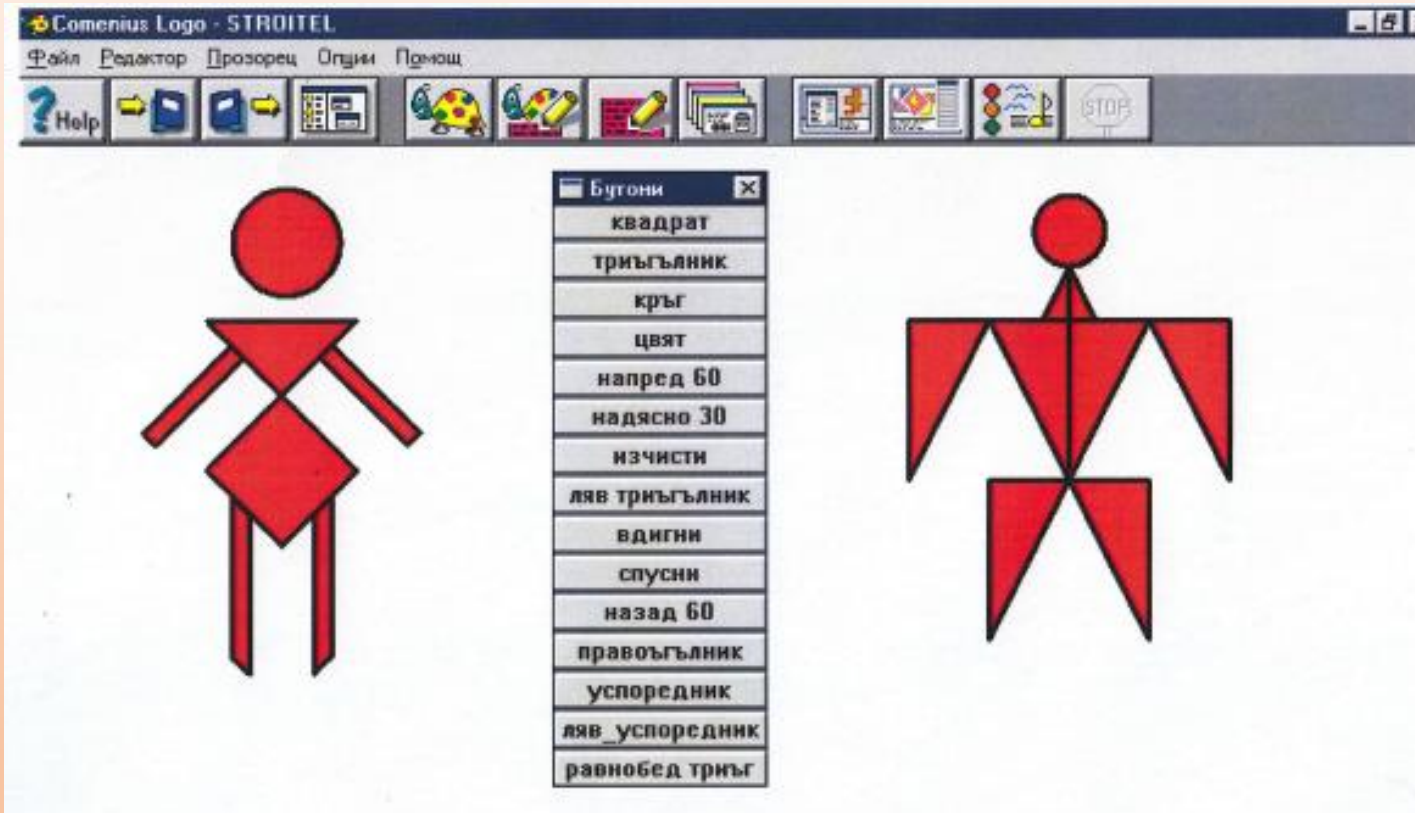 Comenius Logo - STROITEL
Файл Редактор Прозорец Опции Помощ
Help
STOP
Бутони
квадрат
триъгълник
кръг
цвят
напред 60
надясно 30
изчисти
ляв триъгълник
вдигни
спусни
назад 60
правоъгълник
успоредник
ляв_успоредник
равнобед триъг